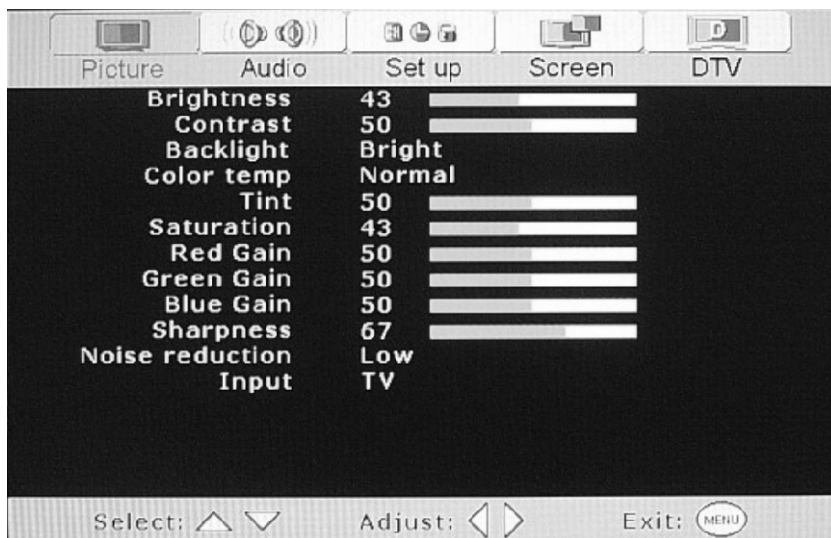 Picture Audio Set up Screen DTV
Brightness 43
Contrast 50
Backlight Bright
Color temp Normal
Tint 50
Saturation 43
Red Gain 50
Green Gain 50
Blue Gain 50
Sharpness 67
Noise reduction Low
Input TV
Select: Adjust: Exit: MENU